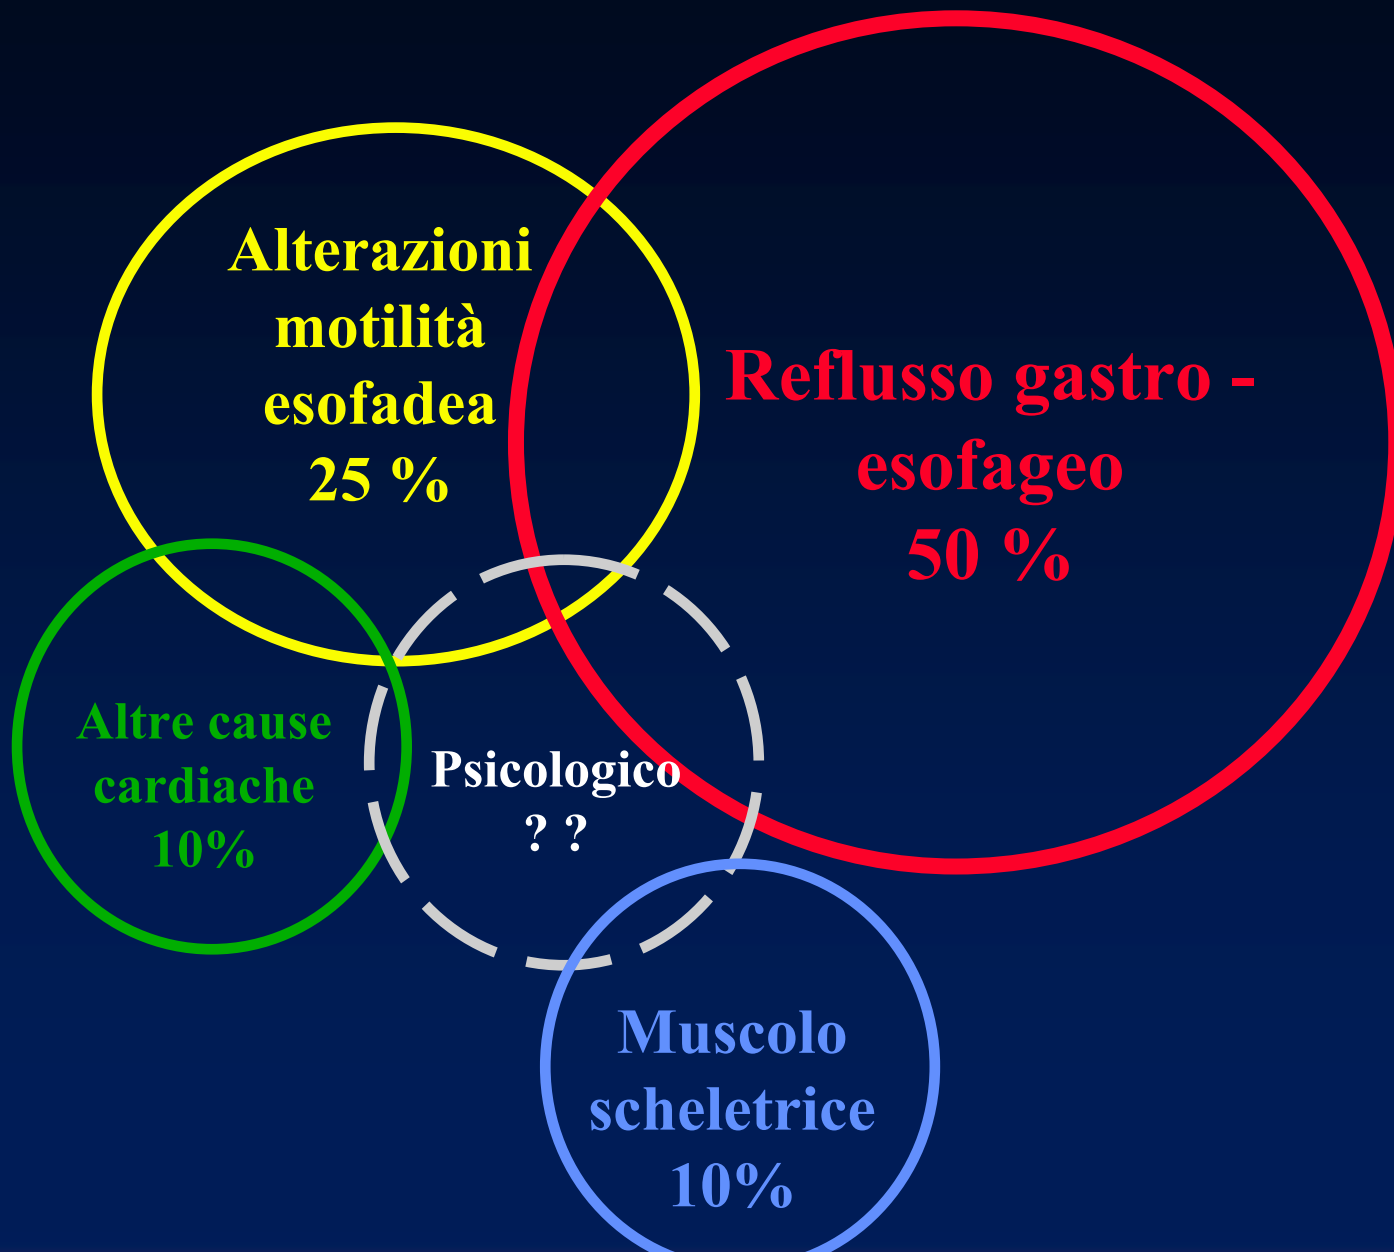 Alterazioni
motilità
esofadea
25 %
Reflusso gastro -
esofageo
50 %
Altre cause
cardiache
10%
Psicologico
? ?
Muscolo
scheletrice
10%